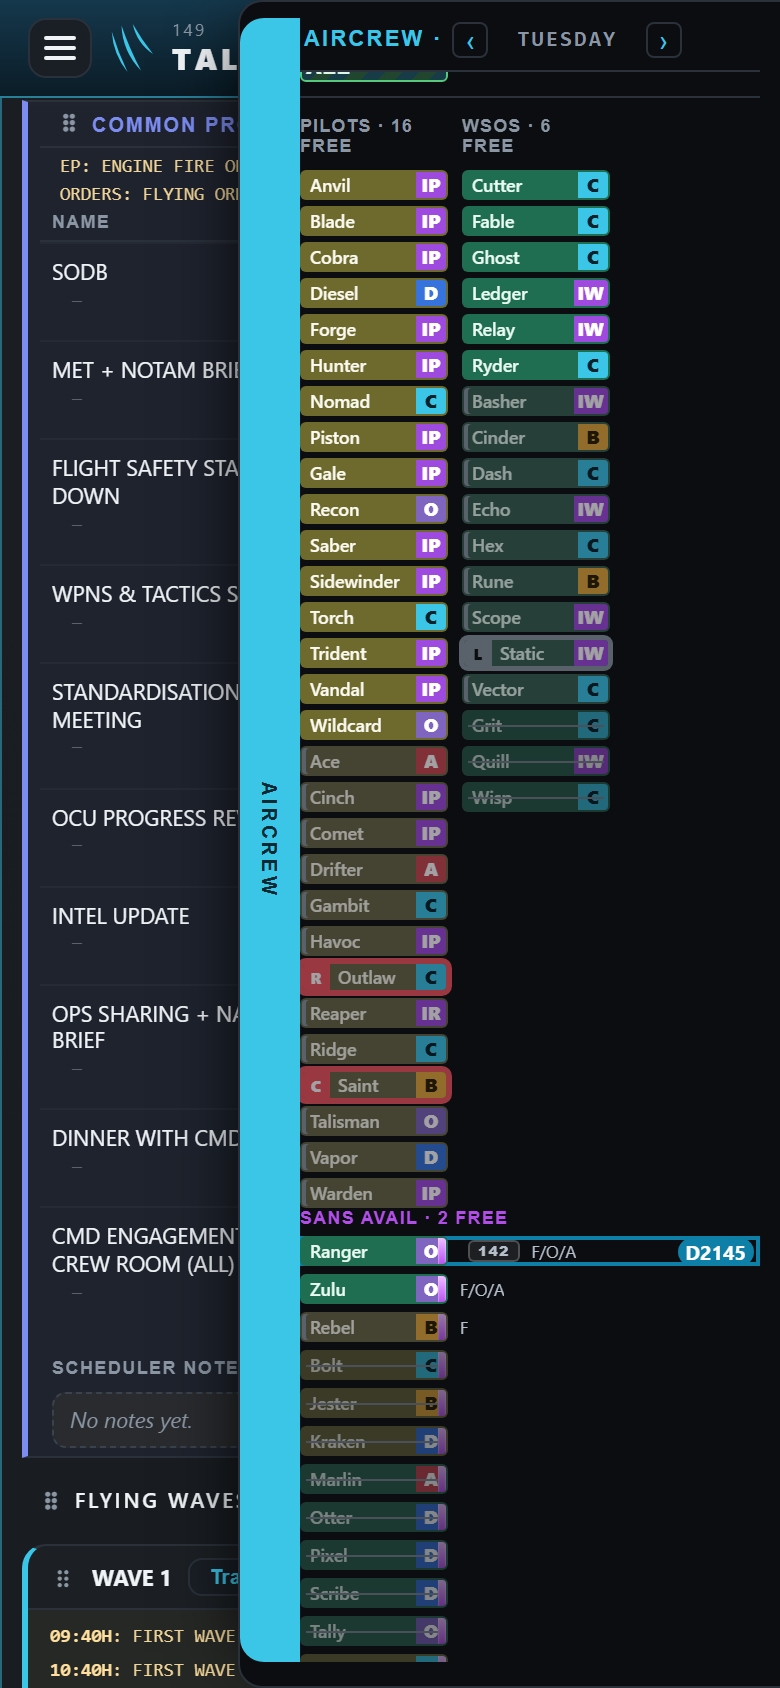 149
TAL
COMMON PR
EP: ENGINE FIRE O
ORDERS: FLYING OR
NAME
SODB
—
MET + NOTAM BRIE
—
FLIGHT SAFETY STA
DOWN
—
WPNS & TACTICS S
—
STANDARDISATION
MEETING
—
OCU PROGRESS RE
—
INTEL UPDATE
—
OPS SHARING + NA
BRIEF
—
DINNER WITH CMD
—
CMD ENGAGEMENT
CREW ROOM (ALL)
—
SCHEDULER NOTE
No notes yet.
FLYING WAVES
WAVE 1 Tra
09:40H: FIRST WAVE
10:40H: FIRST WAVE
AIRCREW
AIRCREW · ‹ TUESDAY ›
PILOTS · 16
FREE
Anvil IP
Blade IP
Cobra IP
Diesel D
Forge IP
Hunter IP
Nomad C
Piston IP
Gale IP
Recon O
Saber IP
Sidewinder IP
Torch C
Trident IP
Vandal IP
Wildcard O
Ace A
Cinch IP
Comet IP
Drifter A
Gambit C
Havoc IP
R Outlaw C
Reaper IR
Ridge C
C Saint B
Talisman O
Vapor D
Warden IP
WSOS · 6
FREE
Cutter C
Fable C
Ghost C
Ledger IW
Relay IW
Ryder C
Basher IW
Cinder B
Dash C
Echo IW
Hex C
Rune B
Scope IW
L Static IW
Vector C
Grit C
Quill IW
Wisp C
SANS AVAIL · 2 FREE
Ranger O 142 F/O/A D2145
Zulu O F/O/A
Rebel B F
Bolt C
Jester B
Kraken D
Marlin A
Otter D
Pixel D
Scribe D
Tally O